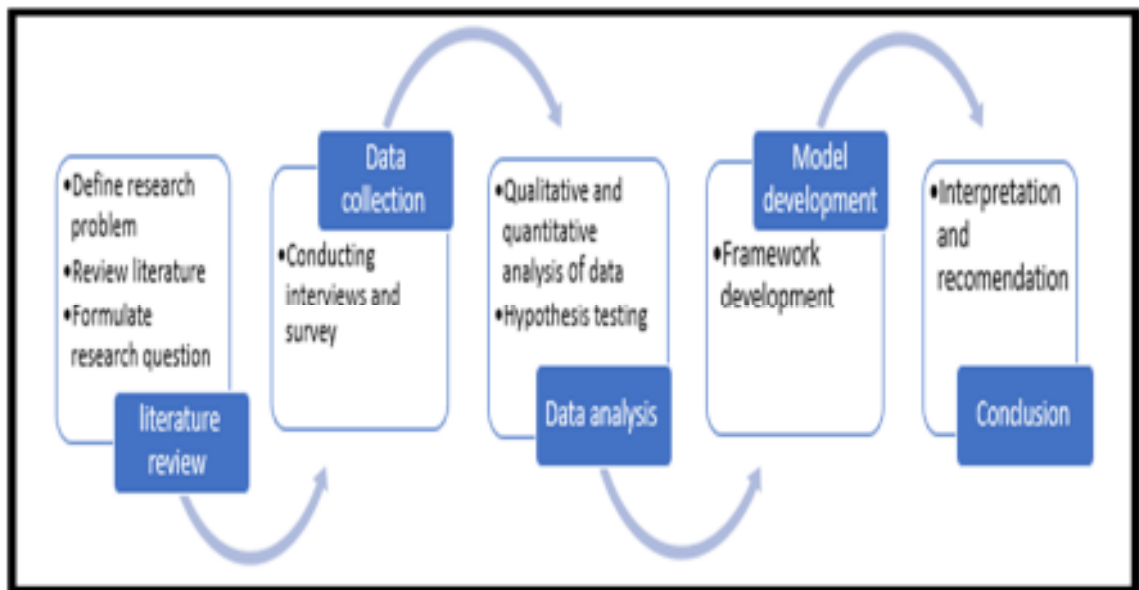 •Define research
problem
•Review literature
•Formulate
research question
literature
review
Data
collection
•Conducting
interviews and
survey
•Qualitative and
quantitative
analysis of data
•Hypothesis testing
Data analysis
Model
development
•Framework
development
•Interpretation
and
recomendation
Conclusion